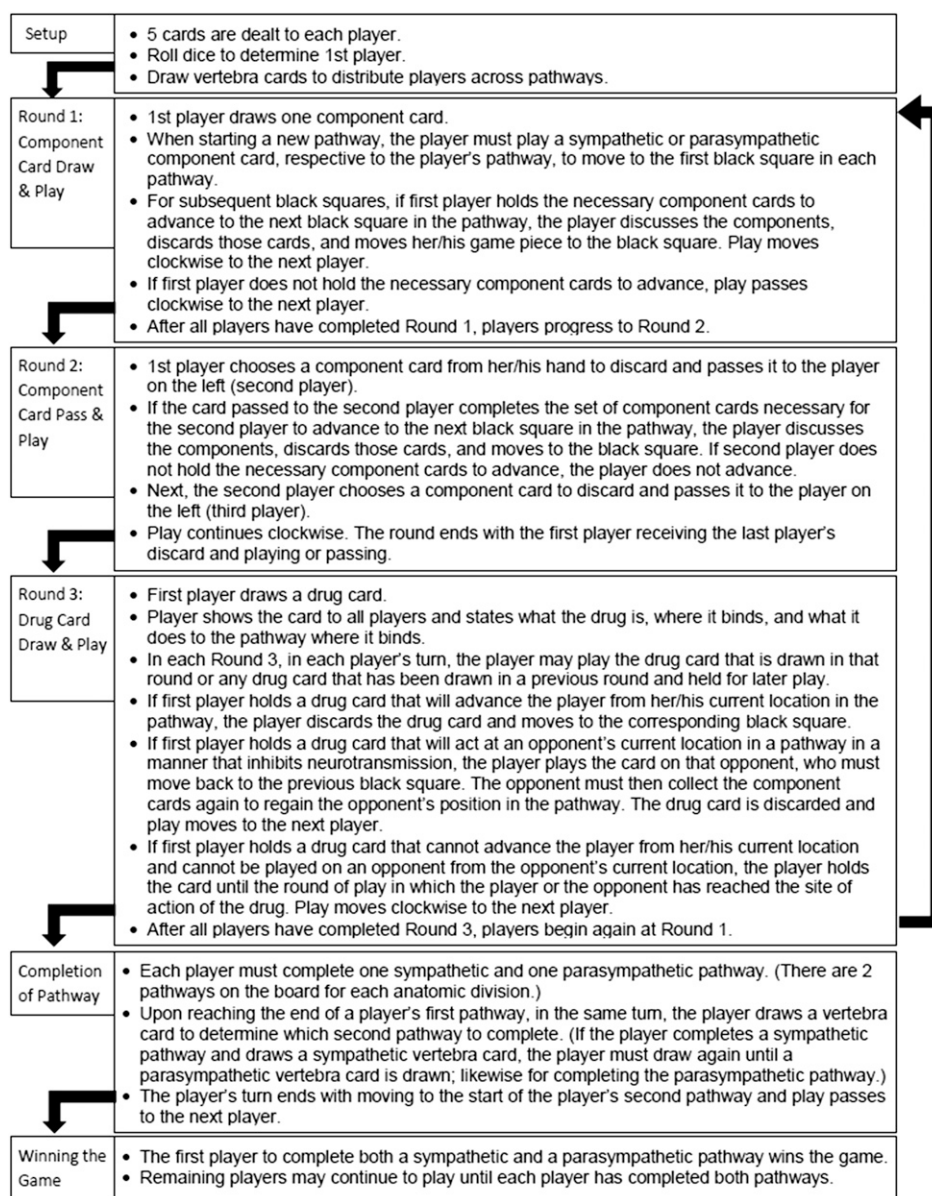 Setup
• 5 cards are dealt to each player.
• Roll dice to determine 1st player.
• Draw vertebra cards to distribute players across pathways.
Round 1:
Component
Card Draw
& Play
• 1st player draws one component card.
• When starting a new pathway, the player must play a sympathetic or parasympathetic
component card, respective to the player's pathway, to move to the first black square in each
pathway.
• For subsequent black squares, if first player holds the necessary component cards to
advance to the next black square in the pathway, the player discusses the components,
discards those cards, and moves her/his game piece to the black square. Play moves
clockwise to the next player.
• If first player does not hold the necessary component cards to advance, play passes
clockwise to the next player.
• After all players have completed Round 1, players progress to Round 2.
Round 2:
Component
Card Pass &
Play
• 1st player chooses a component card from her/his hand to discard and passes it to the player
on the left (second player).
• If the card passed to the second player completes the set of component cards necessary for
the second player to advance to the next black square in the pathway, the player discusses
the components, discards those cards, and moves to the black square. If second player does
not hold the necessary component cards to advance, the player does not advance.
• Next, the second player chooses a component card to discard and passes it to the player on
the left (third player).
• Play continues clockwise. The round ends with the first player receiving the last player's
discard and playing or passing.
Round 3:
Drug Card
Draw & Play
• First player draws a drug card.
• Player shows the card to all players and states what the drug is, where it binds, and what it
does to the pathway where it binds.
• In each Round 3, in each player's turn, the player may play the drug card that is drawn in that
round or any drug card that has been drawn in a previous round and held for later play.
• If first player holds a drug card that will advance the player from her/his current location in the
pathway, the player discards the drug card and moves to the corresponding black square.
• If first player holds a drug card that will act at an opponent's current location in a pathway in a
manner that inhibits neurotransmission, the player plays the card on that opponent, who must
move back to the previous black square. The opponent must then collect the component
cards again to regain the opponent's position in the pathway. The drug card is discarded and
play moves to the next player.
• If first player holds a drug card that cannot advance the player from her/his current location
and cannot be played on an opponent from the opponent's current location, the player holds
the card until the round of play in which the player or the opponent has reached the site of
action of the drug. Play moves clockwise to the next player.
• After all players have completed Round 3, players begin again at Round 1.
Completion
of Pathway
• Each player must complete one sympathetic and one parasympathetic pathway. (There are 2
pathways on the board for each anatomic division.)
• Upon reaching the end of a player's first pathway, in the same turn, the player draws a vertebra
card to determine which second pathway to complete. (If the player completes a sympathetic
pathway and draws a sympathetic vertebra card, the player must draw again until a
parasympathetic vertebra card is drawn; likewise for completing the parasympathetic pathway.)
• The player's turn ends with moving to the start of the player's second pathway and play passes
to the next player.
Winning the
Game
• The first player to complete both a sympathetic and a parasympathetic pathway wins the game.
• Remaining players may continue to play until each player has completed both pathways.